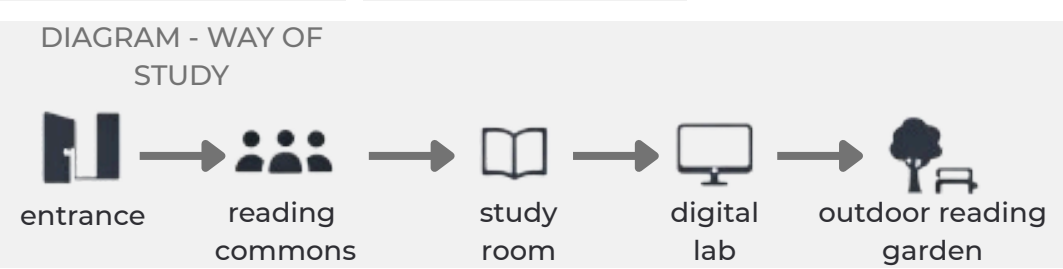 DIAGRAM - WAY OF
STUDY
entrance
reading
commons
study
room
digital
lab
outdoor reading
garden